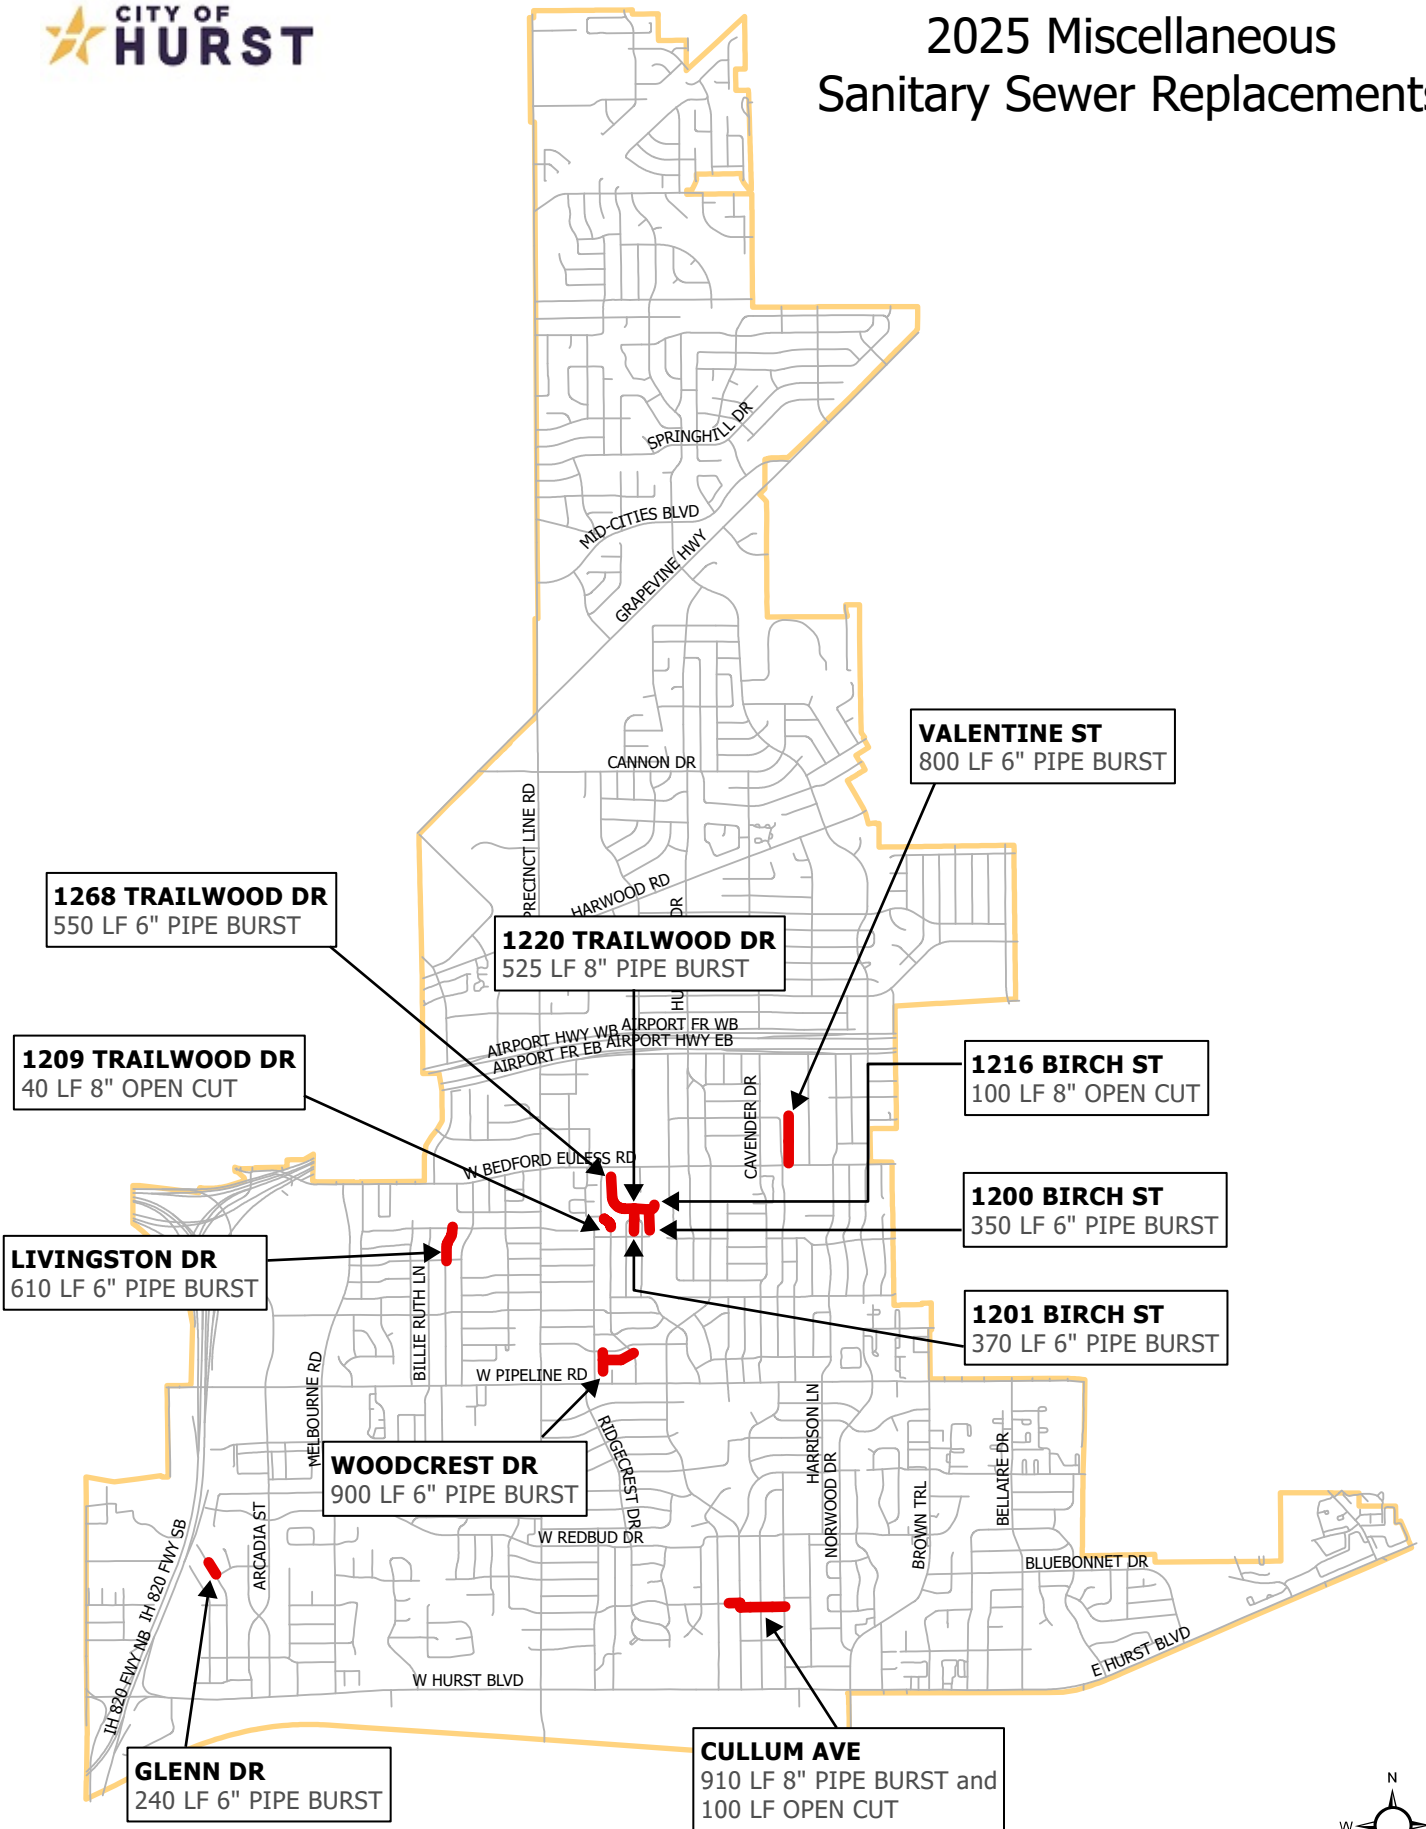 CITY OF
HURST
2025 Miscellaneous
Sanitary Sewer Replacements
SPRINGHILL DR
MID-CITIES BLVD
GRAPEVINE HWY
VALENTINE ST
800 LF 6" PIPE BURST
CANNON DR
PRECINCT LINE RD
HARWOOD RD
1268 TRAILWOOD DR
550 LF 6" PIPE BURST
1220 TRAILWOOD DR
525 LF 8" PIPE BURST
HU
DR
AIRPORT HWY WB
AIRPORT FR WB
AIRPORT FR EB
AIRPORT HWY EB
1209 TRAILWOOD DR
40 LF 8" OPEN CUT
1216 BIRCH ST
100 LF 8" OPEN CUT
CAVENDER DR
W BEDFORD EULESS RD
1200 BIRCH ST
350 LF 6" PIPE BURST
LIVINGSTON DR
610 LF 6" PIPE BURST
BILLIE RUTH LN
1201 BIRCH ST
370 LF 6" PIPE BURST
MELBOURNE RD
W PIPELINE RD
HARRISON LN
RIDGECREST DR
WOODCREST DR
900 LF 6" PIPE BURST
NORWOOD DR
BELLAIRE DR
BROWN TRL
ARCADIA ST
W REDBUD DR
BLUEBONNET DR
IH 820 FWY SB
IH 820 FWY NB
W HURST BLVD
E HURST BLVD
GLENN DR
240 LF 6" PIPE BURST
CULLUM AVE
910 LF 8" PIPE BURST and
100 LF OPEN CUT
N
W